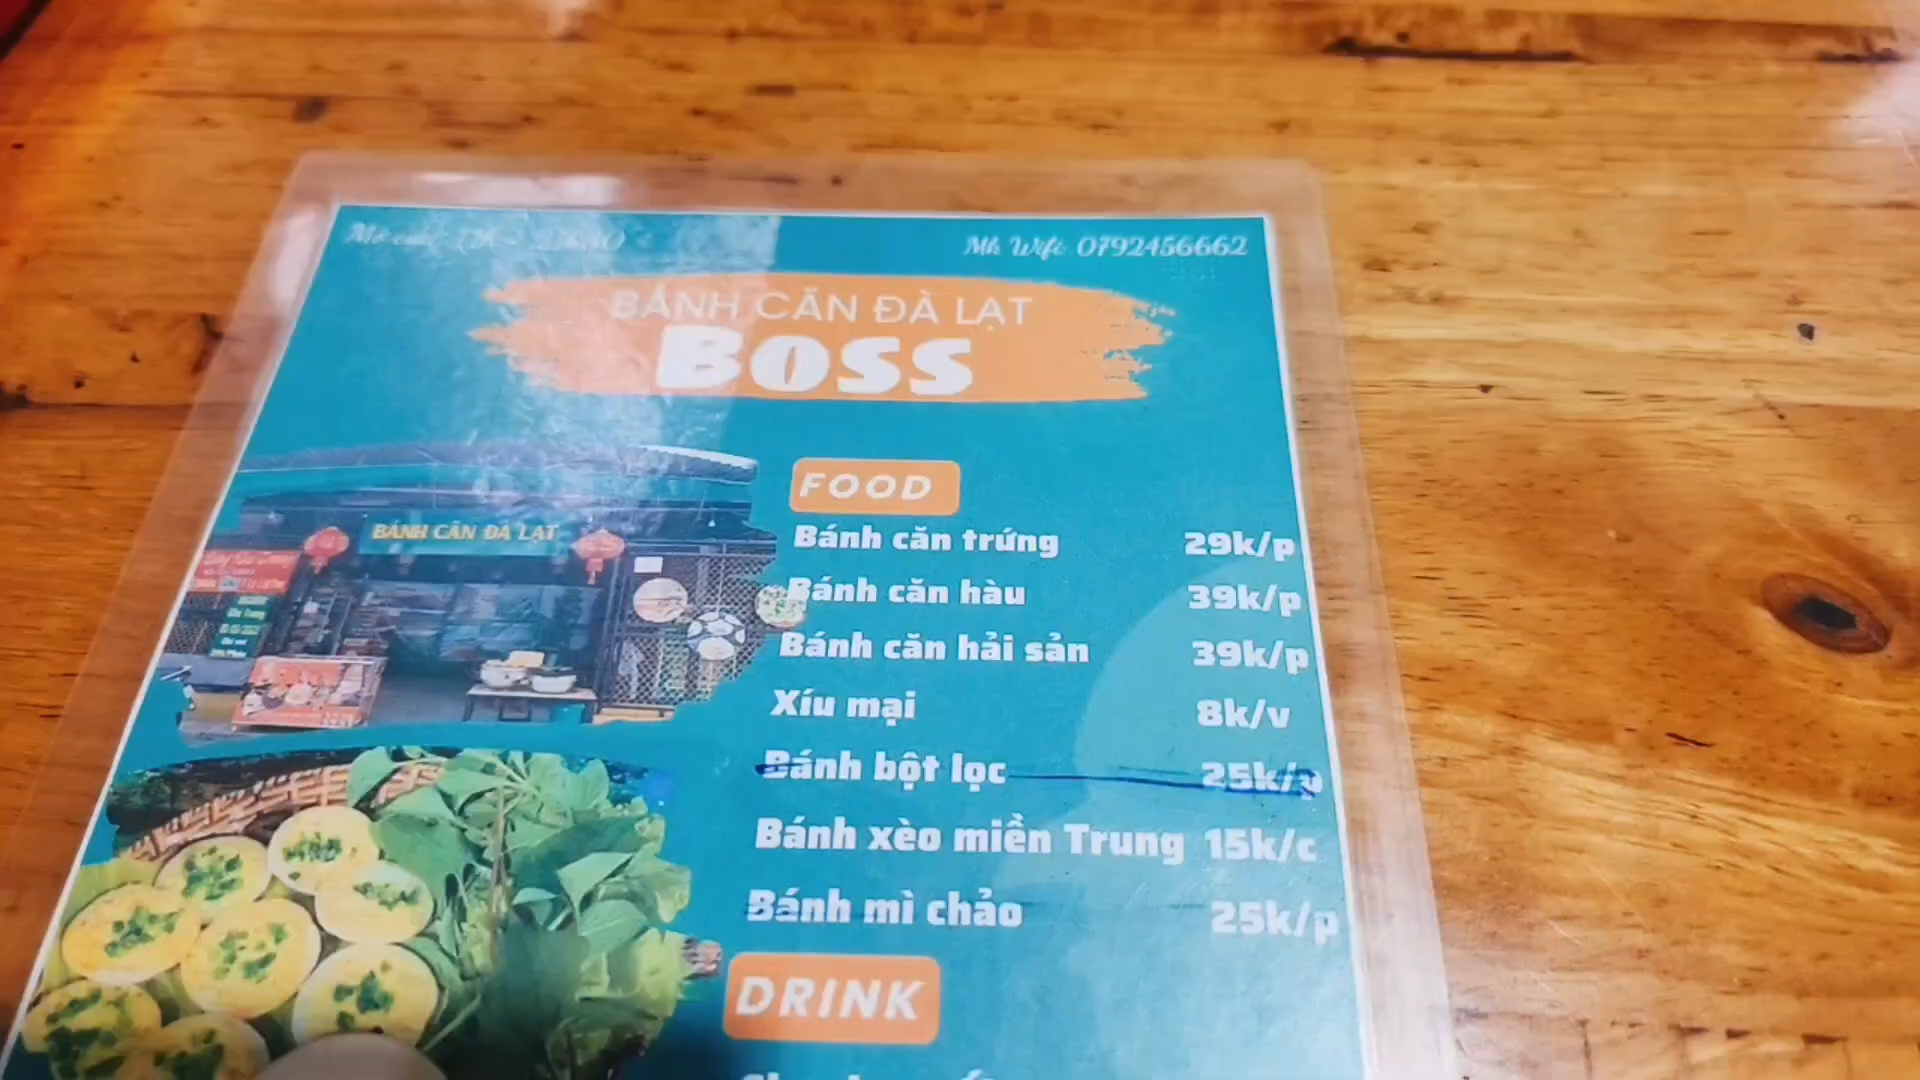 Mk Wifi 0792456662
BÁNH CĂN ĐÀ LẠT
BOSS
BÁNH CĂN ĐÀ LẠT
FOOD
Bánh căn trứng 29k/p
Bánh căn hàu 39k/p
Bánh căn hải sản 39k/p
Xíu mại 8k/v
Bánh bột lọc 25k/p
Bánh xèo miền Trung 15k/c
Bánh mì chảo 25k/p
DRINK